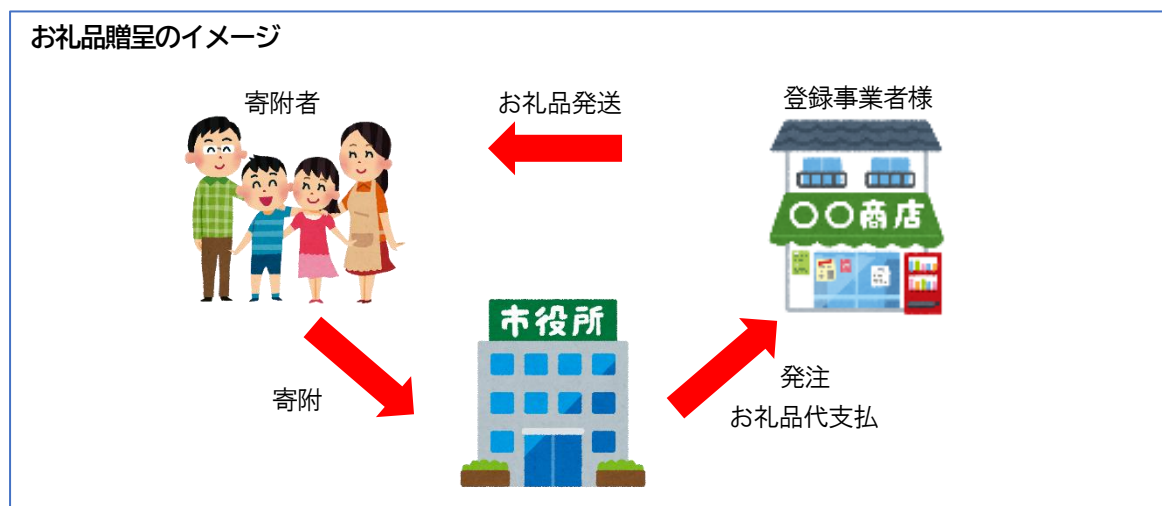 お礼品贈呈のイメージ
寄附者
お礼品発送
登録事業者様
〇〇商店
市役所
寄附
発注
お礼品代支払